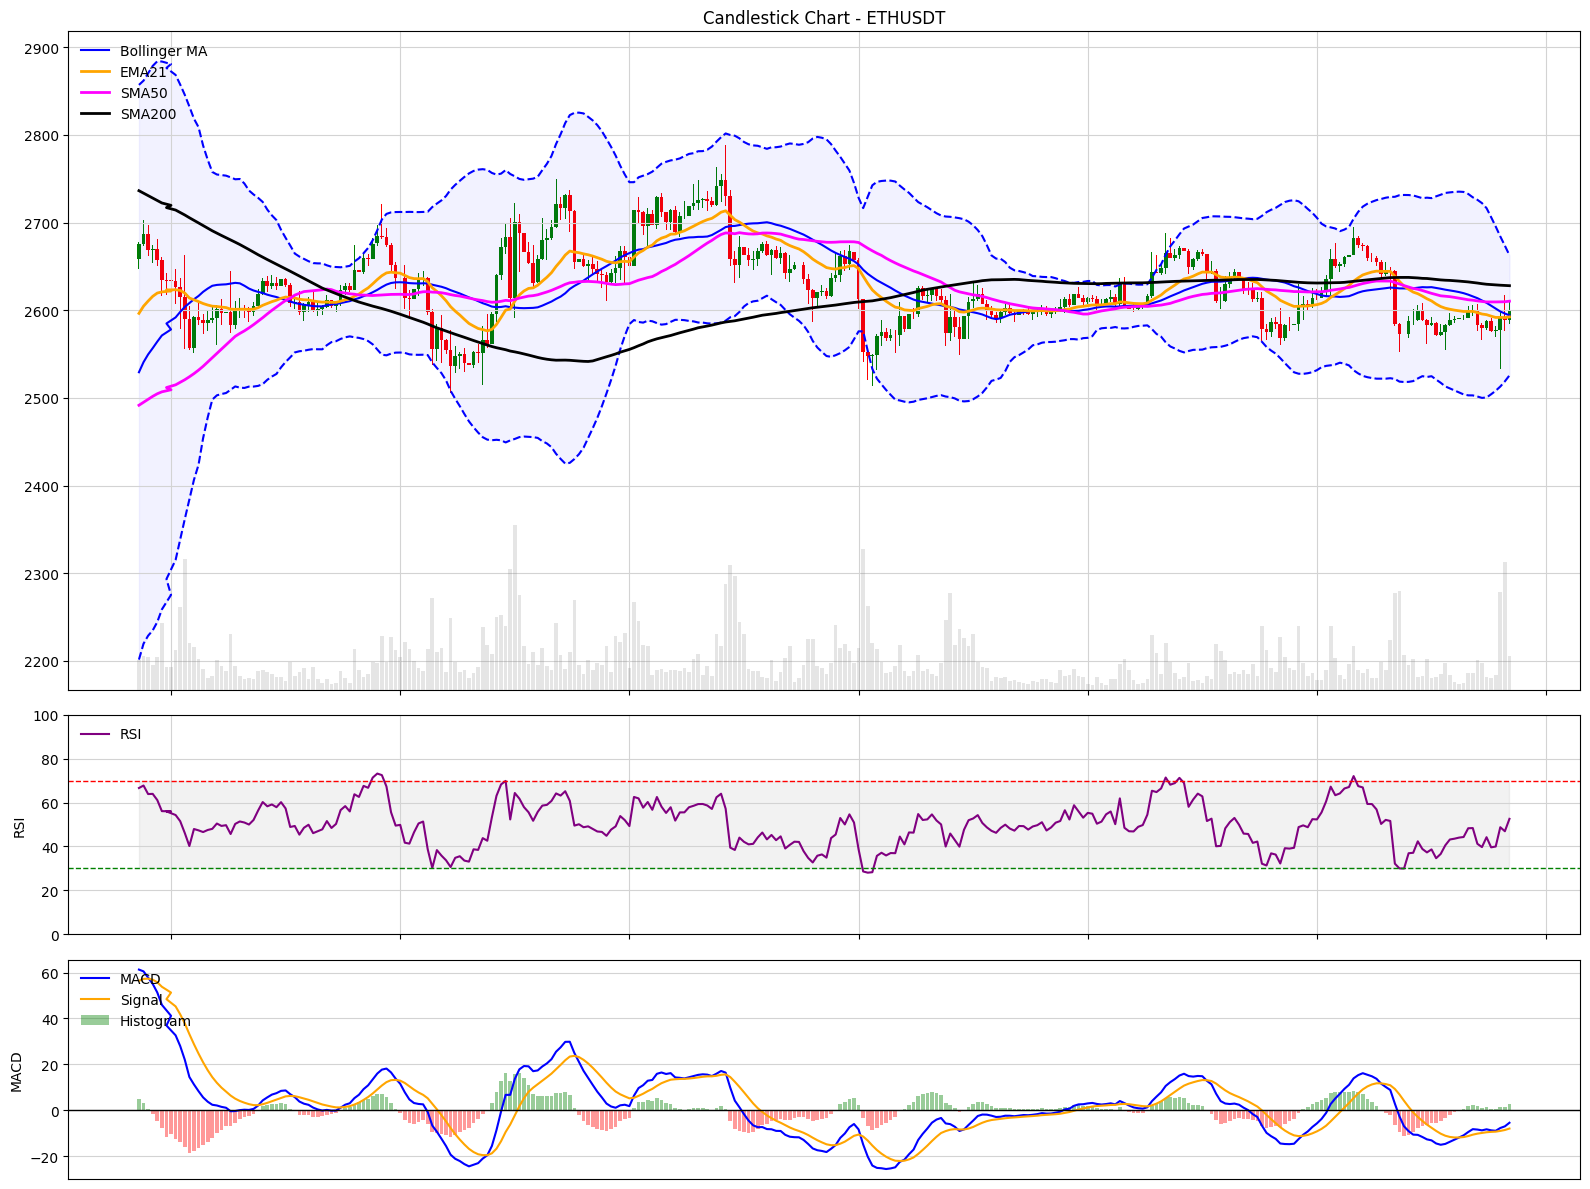 Candlestick Chart - ETHUSDT
2900
2800
2700
2600
2500
2400
2300
2200
Bollinger MA
EMA21
SMA50
SMA200
100
80
60
40
20
0
RSI
RSI
60
40
20
0
−20
MACD
MACD
Signal
Histogram